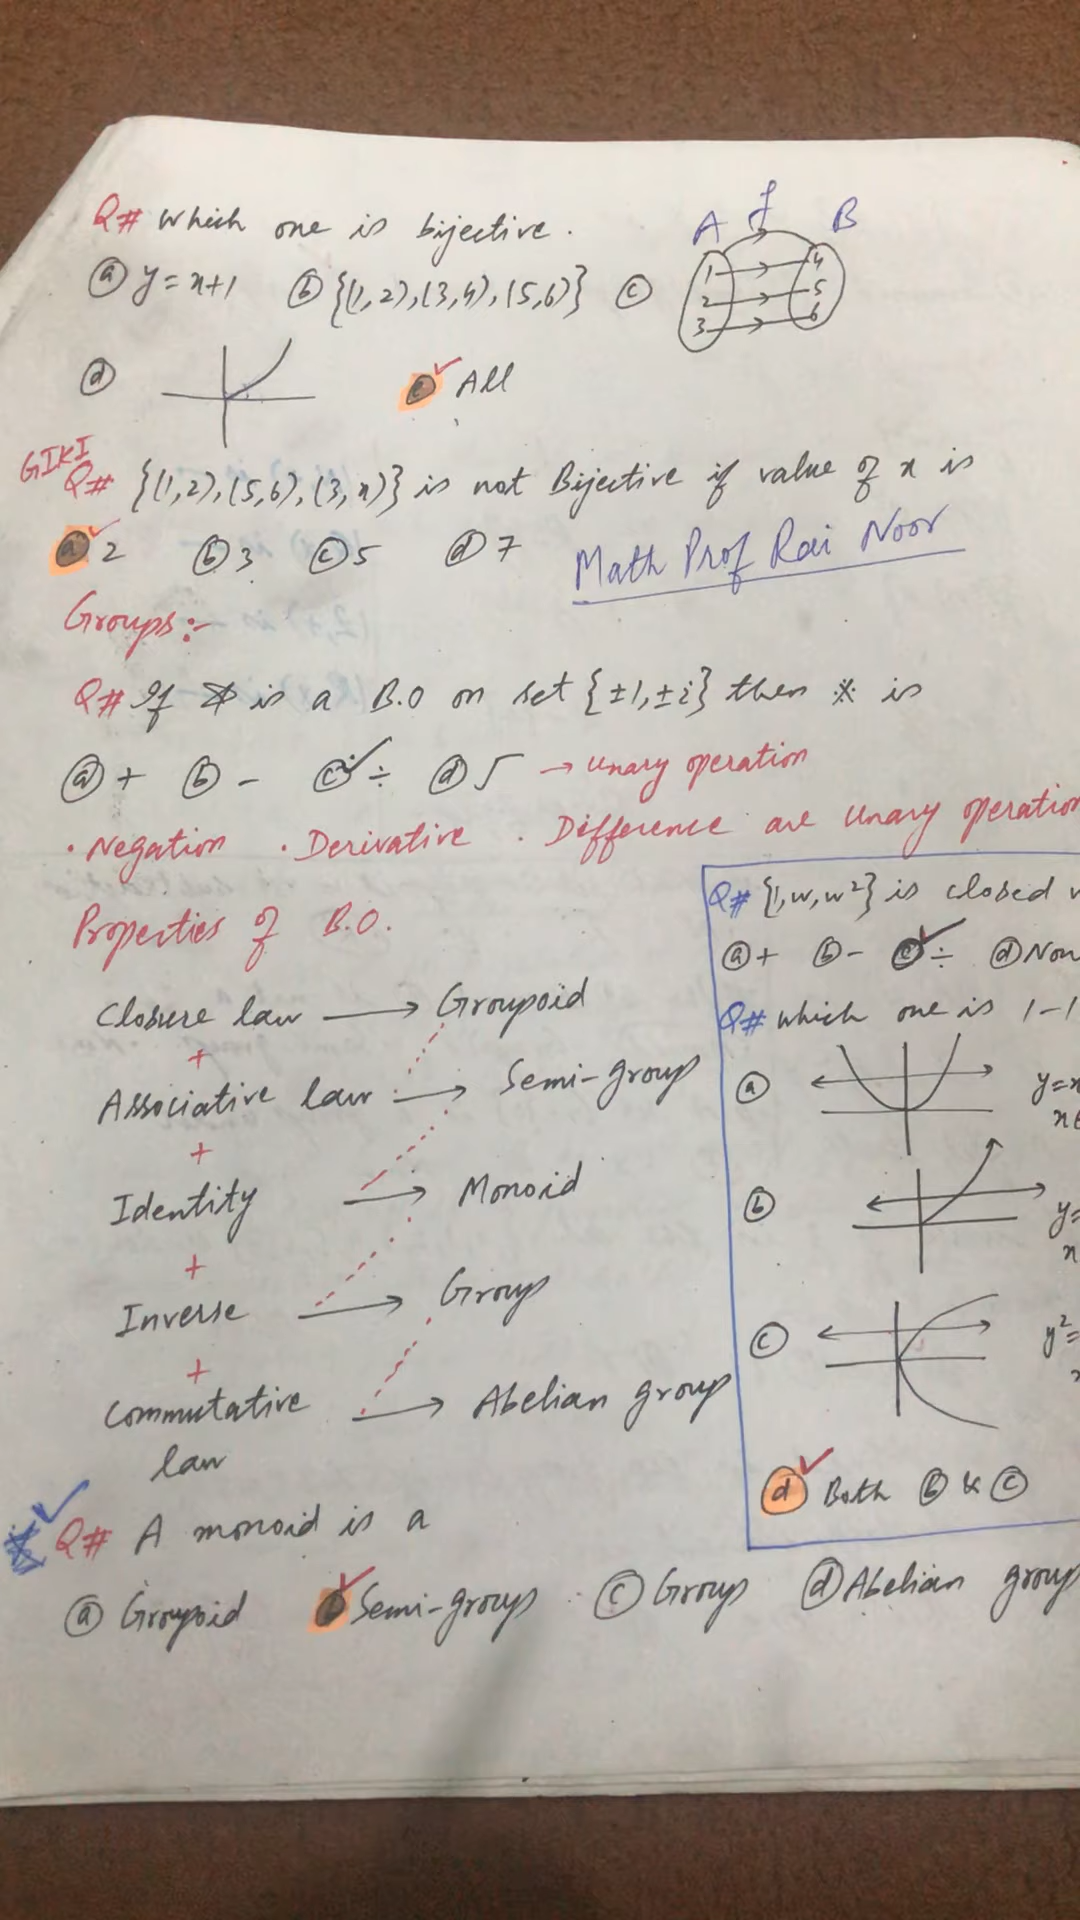 Q# Which one is bijective.
A f B
ⓐ y = x+1 ⓑ {(1,2),(3,4),(5,6)} ⓒ
1 4
2 5
3 6
ⓓ ⓔ All
GIKI
Q# {(1,2),(5,6),(3,x)} is not Bijective if value of x is
ⓐ 2 ⓑ 3 ⓒ 5 ⓓ 7
Math Prof Rai Noor
Groups:-
Q# If * is a B.O on set {±1,±i} then * is
ⓐ + ⓑ - ⓒ ÷ ⓓ √ → Unary operation
· Negation · Derivative · Difference are Unary operation
Properties of B.O.
Closure law → Groupoid
+
Associative law → Semi-group
+
Identity → Monoid
+
Inverse → Group
+
Commutative → Abelian group
law
Q# {1,w,w²} is closed
ⓐ + ⓑ - ⓒ ÷ ⓓ Non
Q# which one is 1-1
ⓐ y=x
ⓑ y=
x
ⓒ y²=
ⓓ Both ⓑ & ⓒ
Q# A monoid is a
ⓐ Groupoid ⓑ Semi-group ⓒ Group ⓓ Abelian group